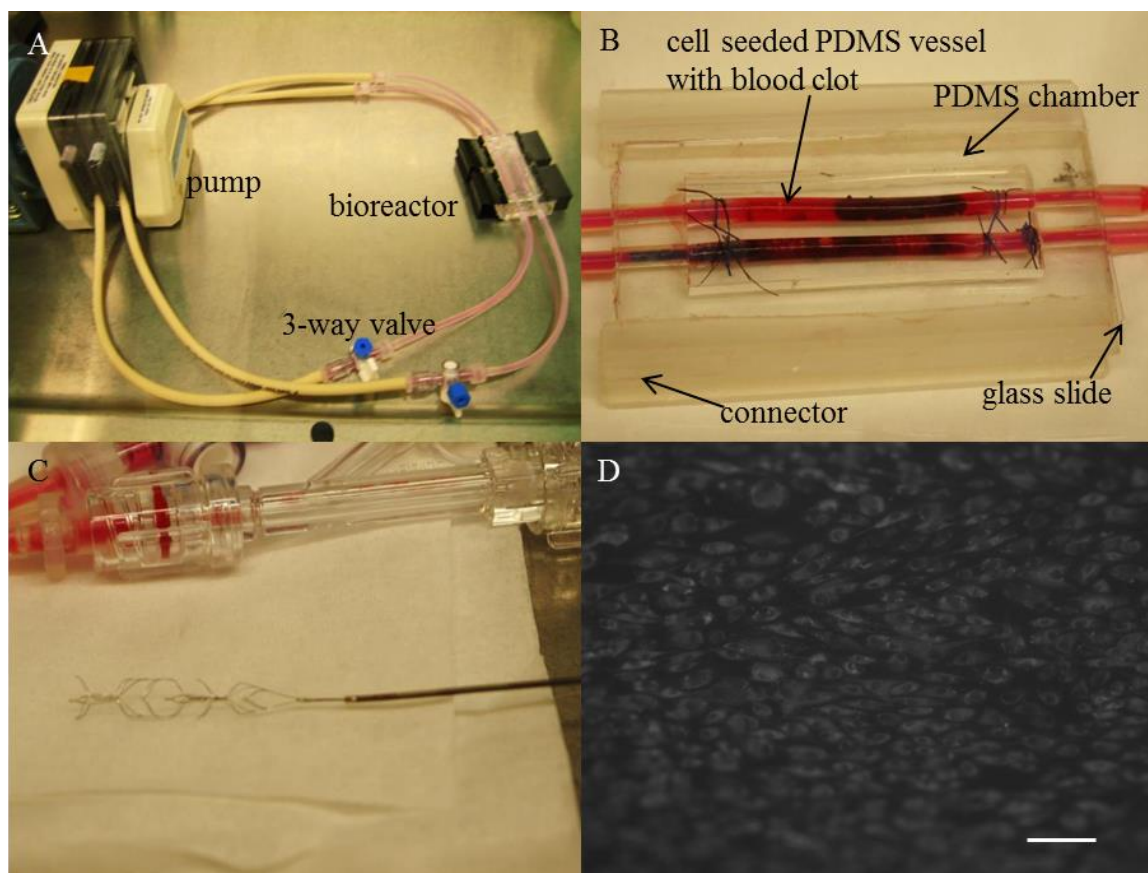 A
pump
bioreactor
3-way valve
B
cell seeded PDMS vessel
with blood clot
PDMS chamber
connector
glass slide
C
D